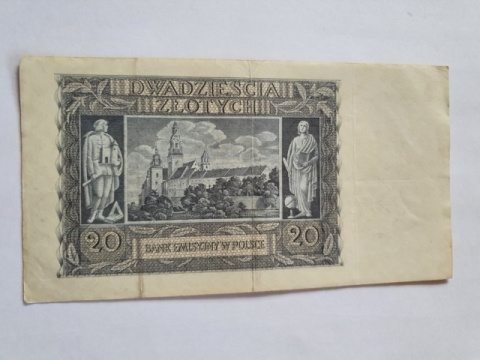 DWADZIEŚCIA
ZŁOTYCH
20
BANK EMISYJNY W POLSCE
20